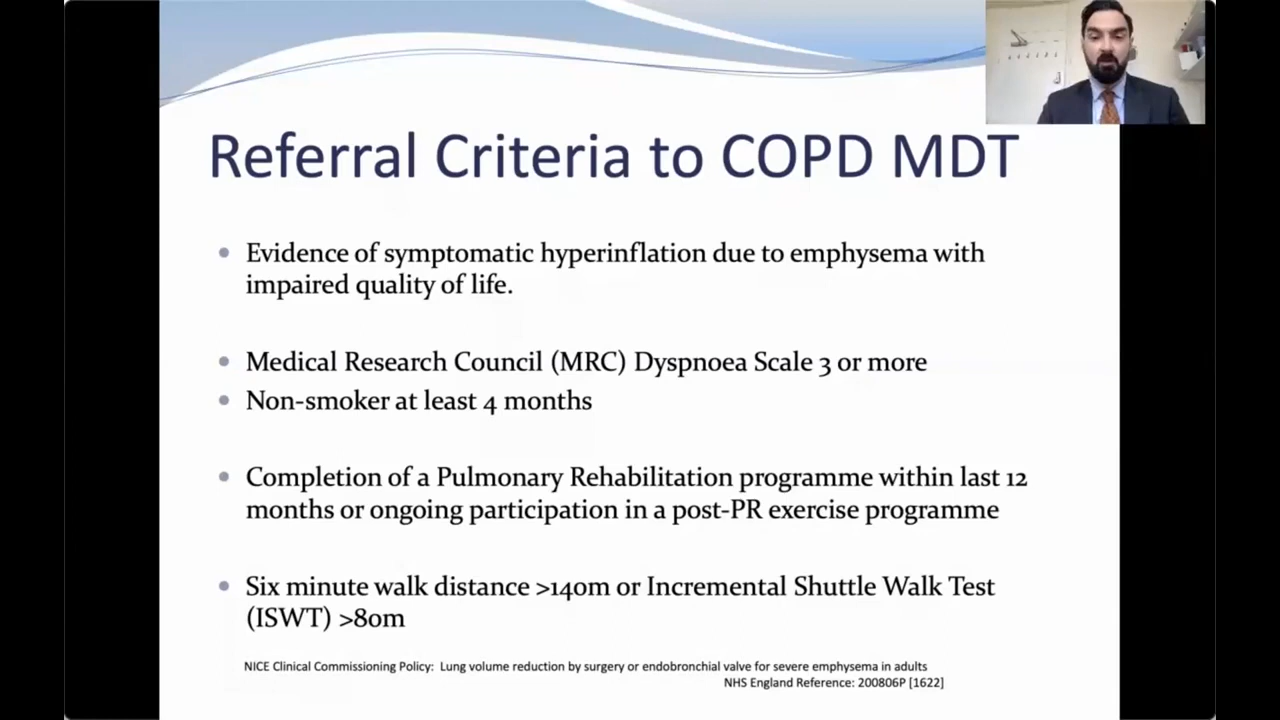 Referral Criteria to COPD MDT
• Evidence of symptomatic hyperinflation due to emphysema with
impaired quality of life.
• Medical Research Council (MRC) Dyspnoea Scale 3 or more
• Non-smoker at least 4 months
• Completion of a Pulmonary Rehabilitation programme within last 12
months or ongoing participation in a post-PR exercise programme
• Six minute walk distance >140m or Incremental Shuttle Walk Test
(ISWT) >80m
NICE Clinical Commissioning Policy: Lung volume reduction by surgery or endobronchial valve for severe emphysema in adults
NHS England Reference: 200806P [1622]